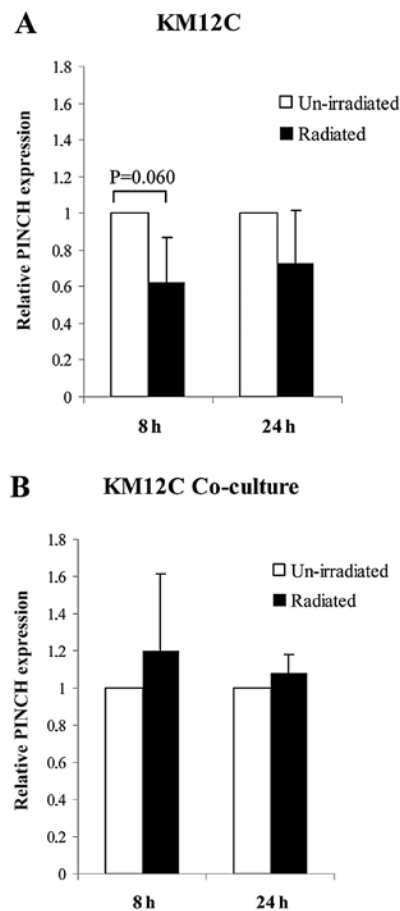 A KM12C
1.8
1.6
1.4
1.2
1
0.8
0.6
0.4
0.2
0
Relative PINCH expression
Un-irradiated
Radiated
P=0.060
8 h 24 h
B KM12C Co-culture
1.8
1.6
1.4
1.2
1
0.8
0.6
0.4
0.2
0
Relative PINCH expression
Un-irradiated
Radiated
8 h 24 h